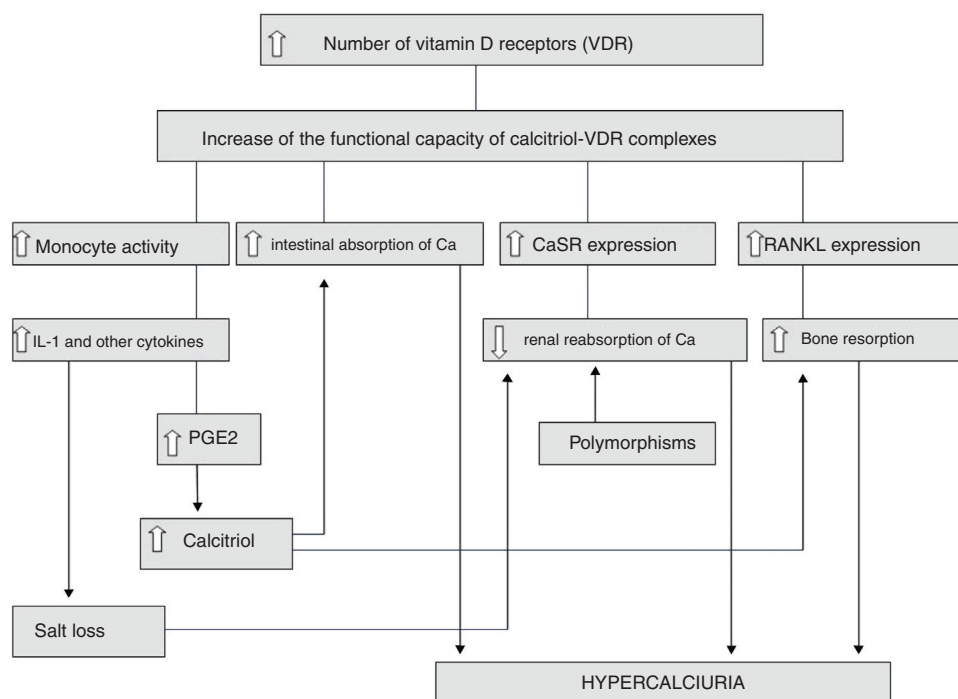 Number of vitamin D receptors (VDR)
Increase of the functional capacity of calcitriol-VDR complexes
Monocyte activity
intestinal absorption of Ca
CaSR expression
RANKL expression
IL-1 and other cytokines
renal reabsorption of Ca
Bone resorption
PGE2
Polymorphisms
Calcitriol
Salt loss
HYPERCALCIURIA